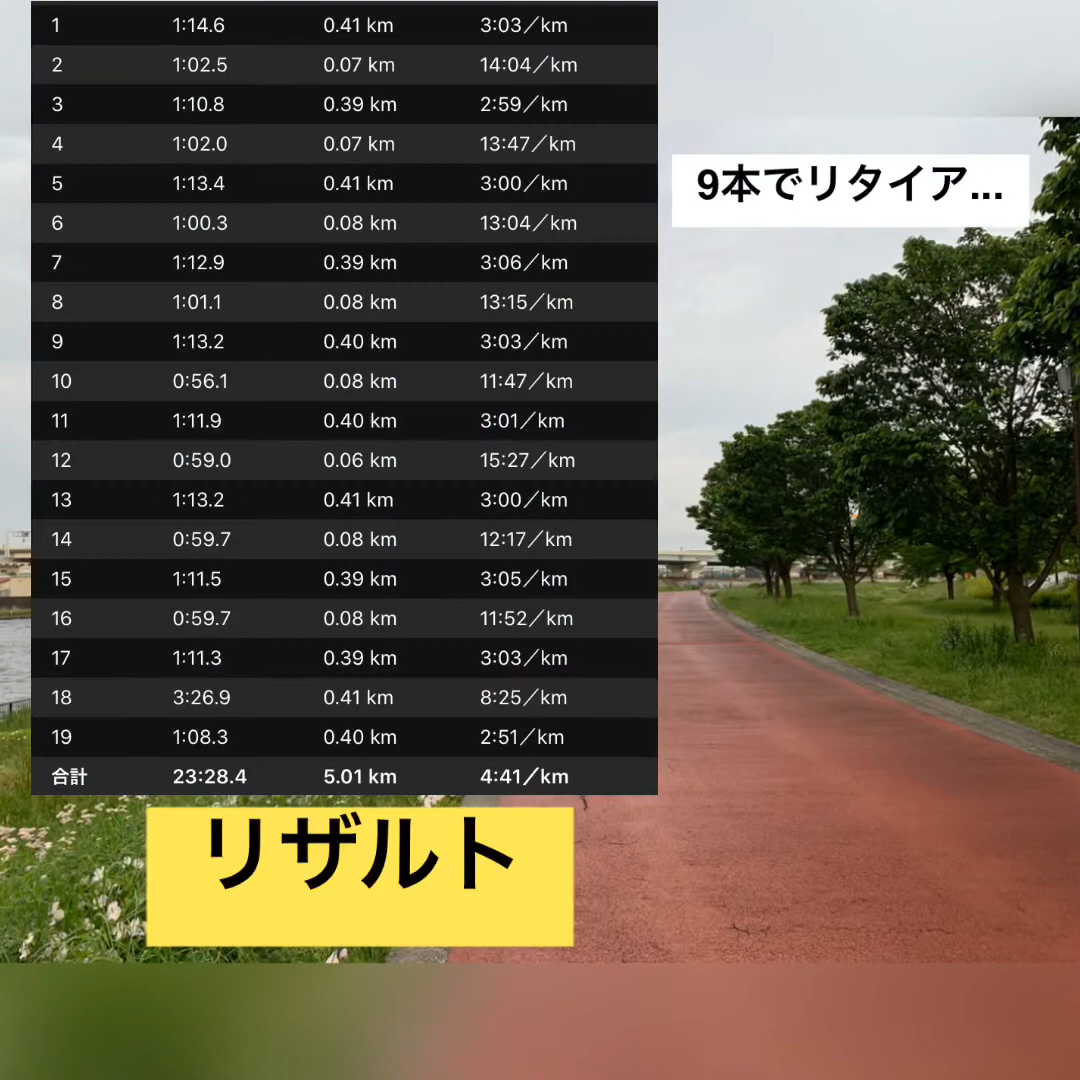 1 1:14.6 0.41 km 3:03／km
2 1:02.5 0.07 km 14:04／km
3 1:10.8 0.39 km 2:59／km
4 1:02.0 0.07 km 13:47／km
5 1:13.4 0.41 km 3:00／km
6 1:00.3 0.08 km 13:04／km
7 1:12.9 0.39 km 3:06／km
8 1:01.1 0.08 km 13:15／km
9 1:13.2 0.40 km 3:03／km
10 0:56.1 0.08 km 11:47／km
11 1:11.9 0.40 km 3:01／km
12 0:59.0 0.06 km 15:27／km
13 1:13.2 0.41 km 3:00／km
14 0:59.7 0.08 km 12:17／km
15 1:11.5 0.39 km 3:05／km
16 0:59.7 0.08 km 11:52／km
17 1:11.3 0.39 km 3:03／km
18 3:26.9 0.41 km 8:25／km
19 1:08.3 0.40 km 2:51／km
合計 23:28.4 5.01 km 4:41／km
9本でリタイア...
リザルト